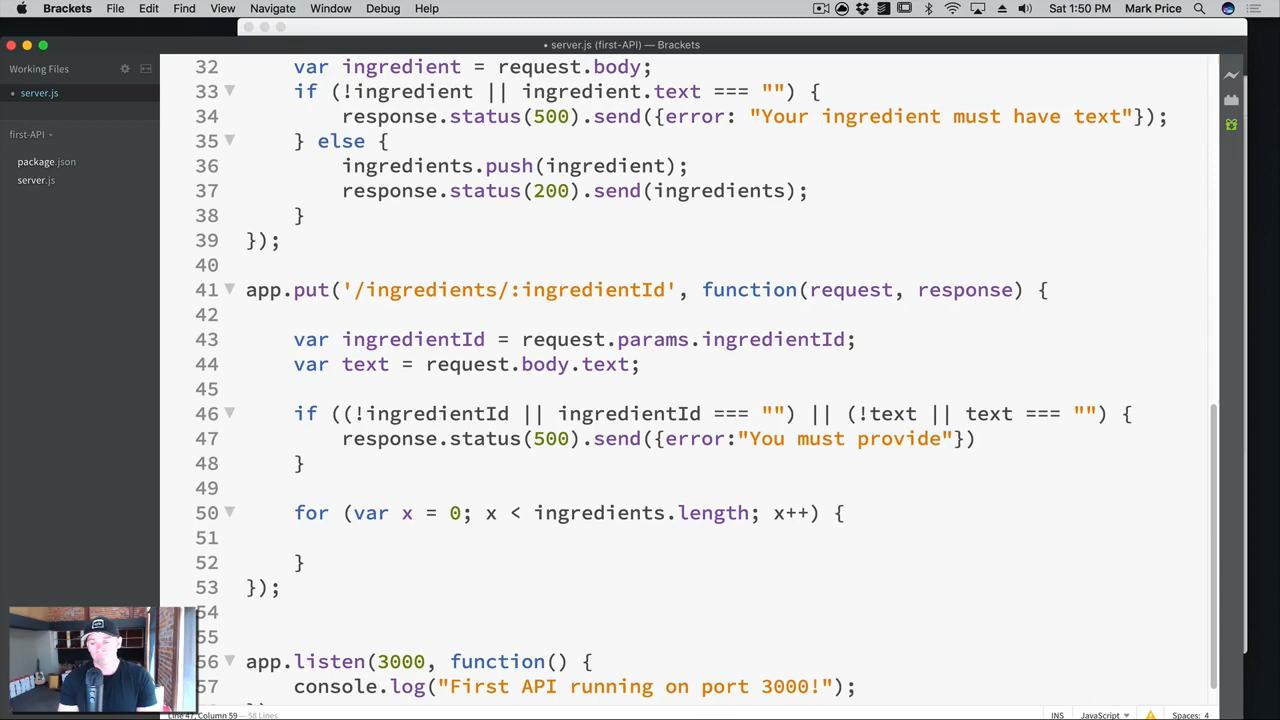 Brackets File Edit Find View Navigate Window Debug Help Sat 1:50 PM Mark Price
• server.js (first-API) — Brackets
Working Files
• server.js
first-API
package.json
server.js
32 var ingredient = request.body;
33 if (!ingredient || ingredient.text === "") {
34 response.status(500).send({error: "Your ingredient must have text"});
35 } else {
36 ingredients.push(ingredient);
37 response.status(200).send(ingredients);
38 }
39 });
40
41 app.put('/ingredients/:ingredientId', function(request, response) {
42
43 var ingredientId = request.params.ingredientId;
44 var text = request.body.text;
45
46 if ((!ingredientId || ingredientId === "") || (!text || text === "") {
47 response.status(500).send({error:"You must provide"})
48 }
49
50 for (var x = 0; x < ingredients.length; x++) {
51
52 }
53 });
54
55
56 app.listen(3000, function() {
57 console.log("First API running on port 3000!");
Line 47, Column 59 — 58 Lines INS JavaScript Spaces: 4